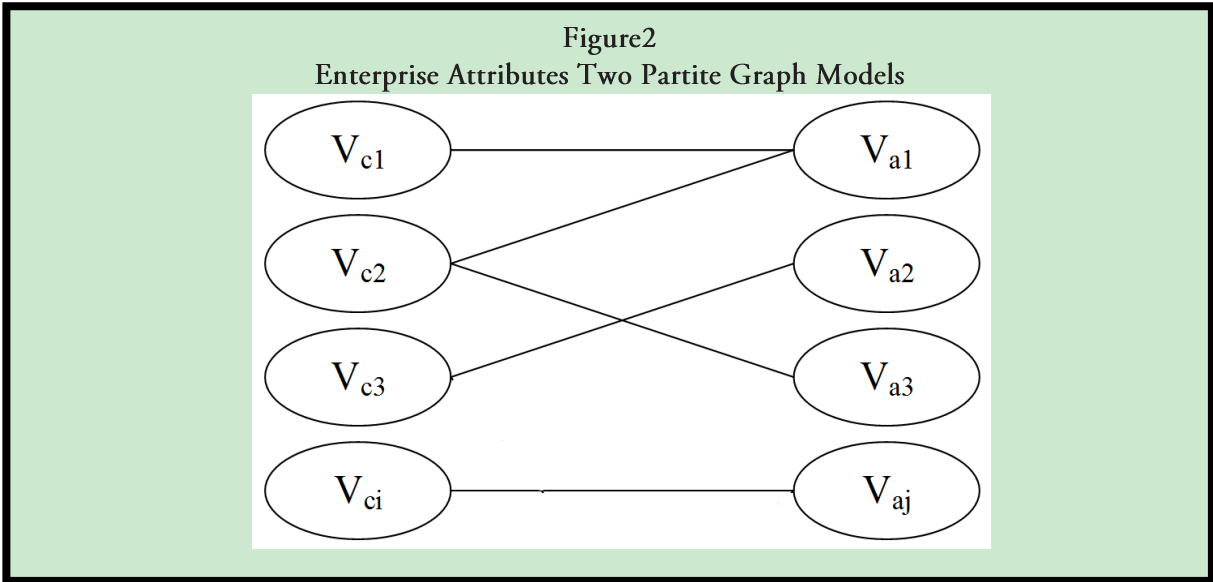 Figure2
Enterprise Attributes Two Partite Graph Models
Vc1 Va1
Vc2 Va2
Vc3 Va3
Vci Vaj